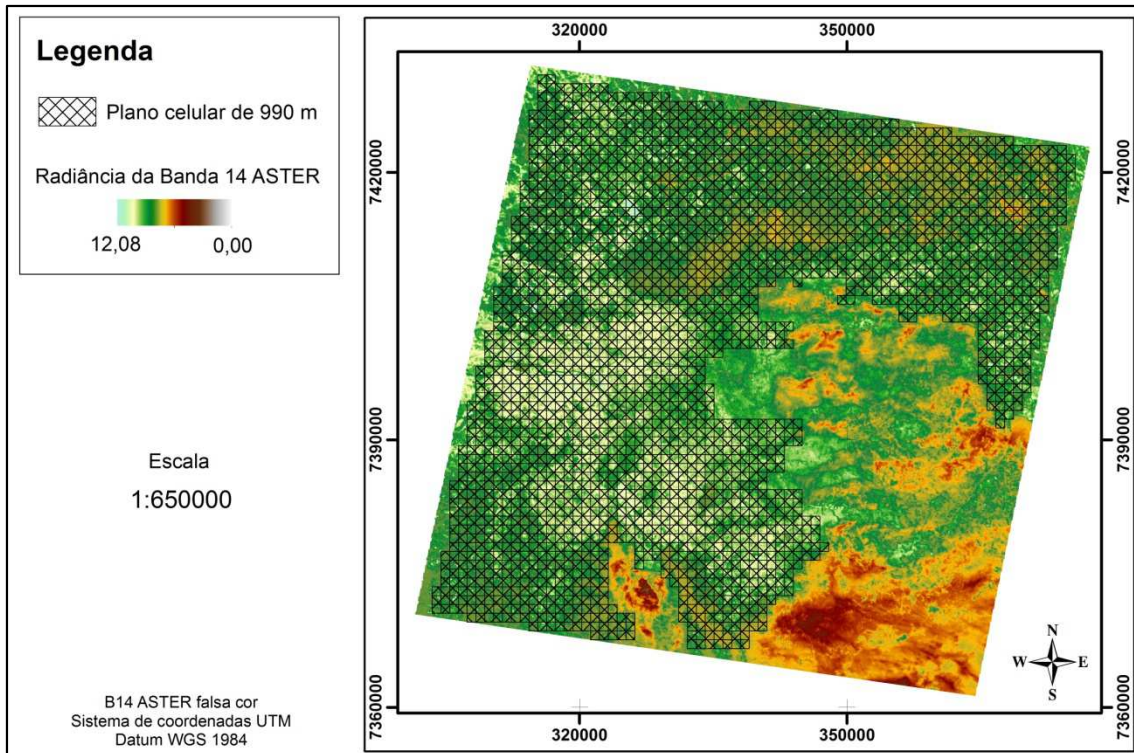 Legenda
Plano celular de 990 m
Radiância da Banda 14 ASTER
12,08 0,00
Escala
1:650000
B14 ASTER falsa cor
Sistema de coordenadas UTM
Datum WGS 1984
320000 350000
7420000 7420000
7390000 7390000
7360000 7360000
320000 350000
N
W E
S